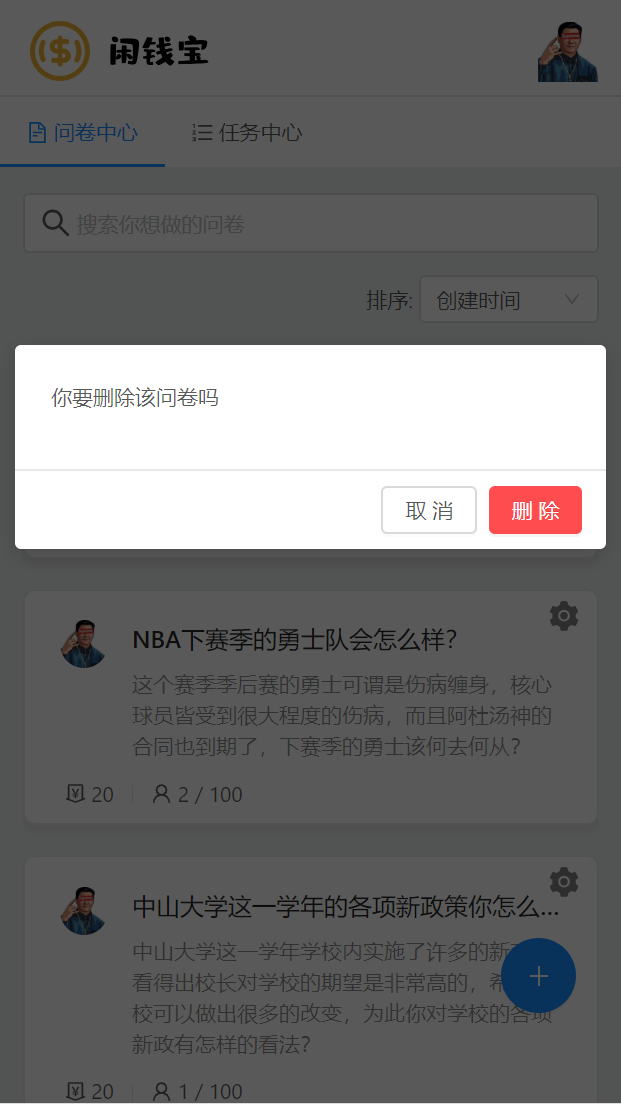 闲钱宝
问卷中心
任务中心
搜索你想做的问卷
排序: 创建时间
你要删除该问卷吗
取 消
删 除
NBA下赛季的勇士队会怎么样?
这个赛季季后赛的勇士可谓是伤病缠身，核心
球员皆受到很大程度的伤病，而且阿杜汤神的
合同也到期了，下赛季的勇士该何去何从?
20
2 / 100
中山大学这一学年的各项新政策你怎么...
中山大学这一学年学校内实施了许多的新
看得出校长对学校的期望是非常高的，希
校可以做出很多的改变，为此你对学校的各项
新政有怎样的看法?
20
1 / 100